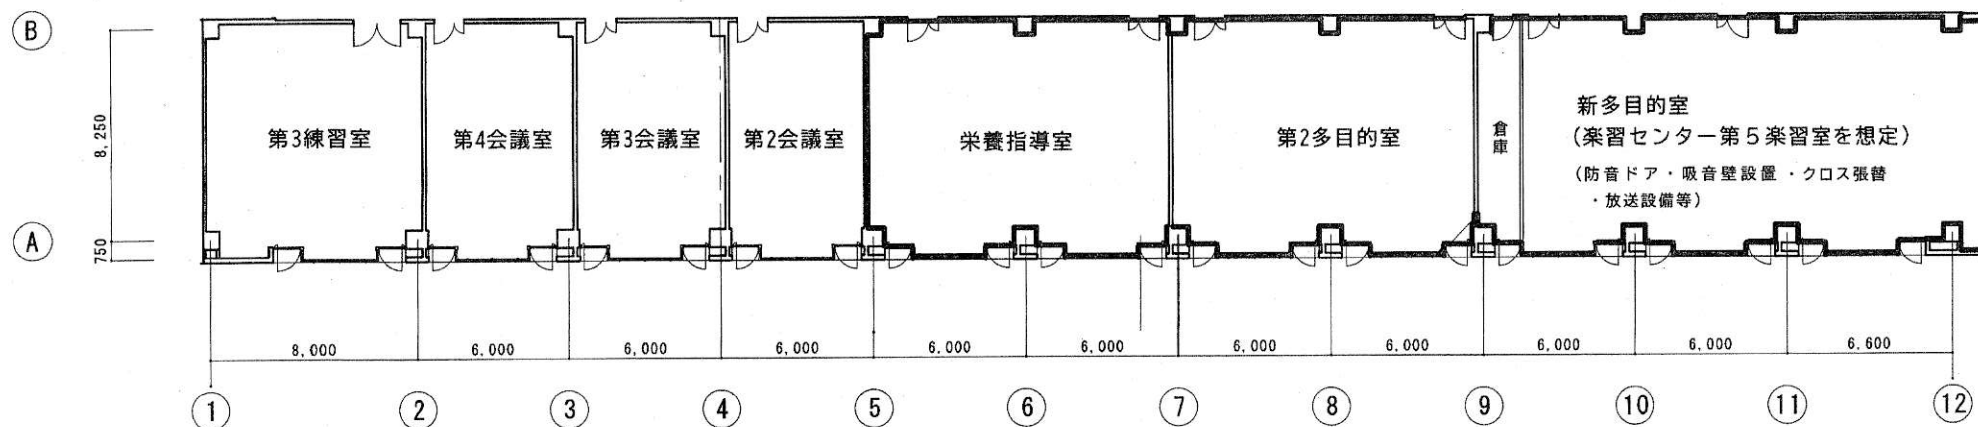 B
8,250
A
750
第3練習室
第4会議室
第3会議室
第2会議室
栄養指導室
第2多目的室
倉庫
新多目的室
(楽習センター第5楽習室を想定)
(防音ドア・吸音壁設置・クロス張替
・放送設備等)
8,000
6,000
6,000
6,000
6,000
6,000
6,000
6,000
6,000
6,000
6,600
1
2
3
4
5
6
7
8
9
10
11
12